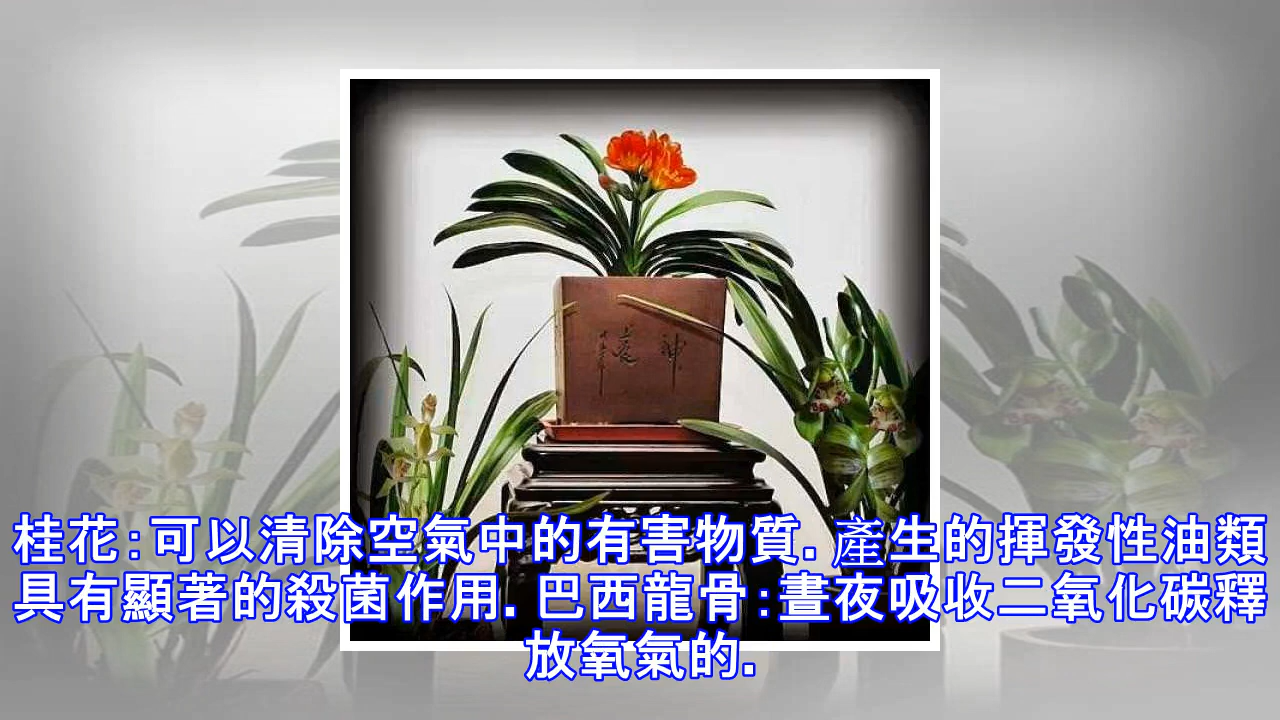 桂花:可以清除空氣中的有害物質.產生的揮發性油類
具有顯著的殺菌作用.巴西龍骨:晝夜吸收二氧化碳釋
放氧氣的.